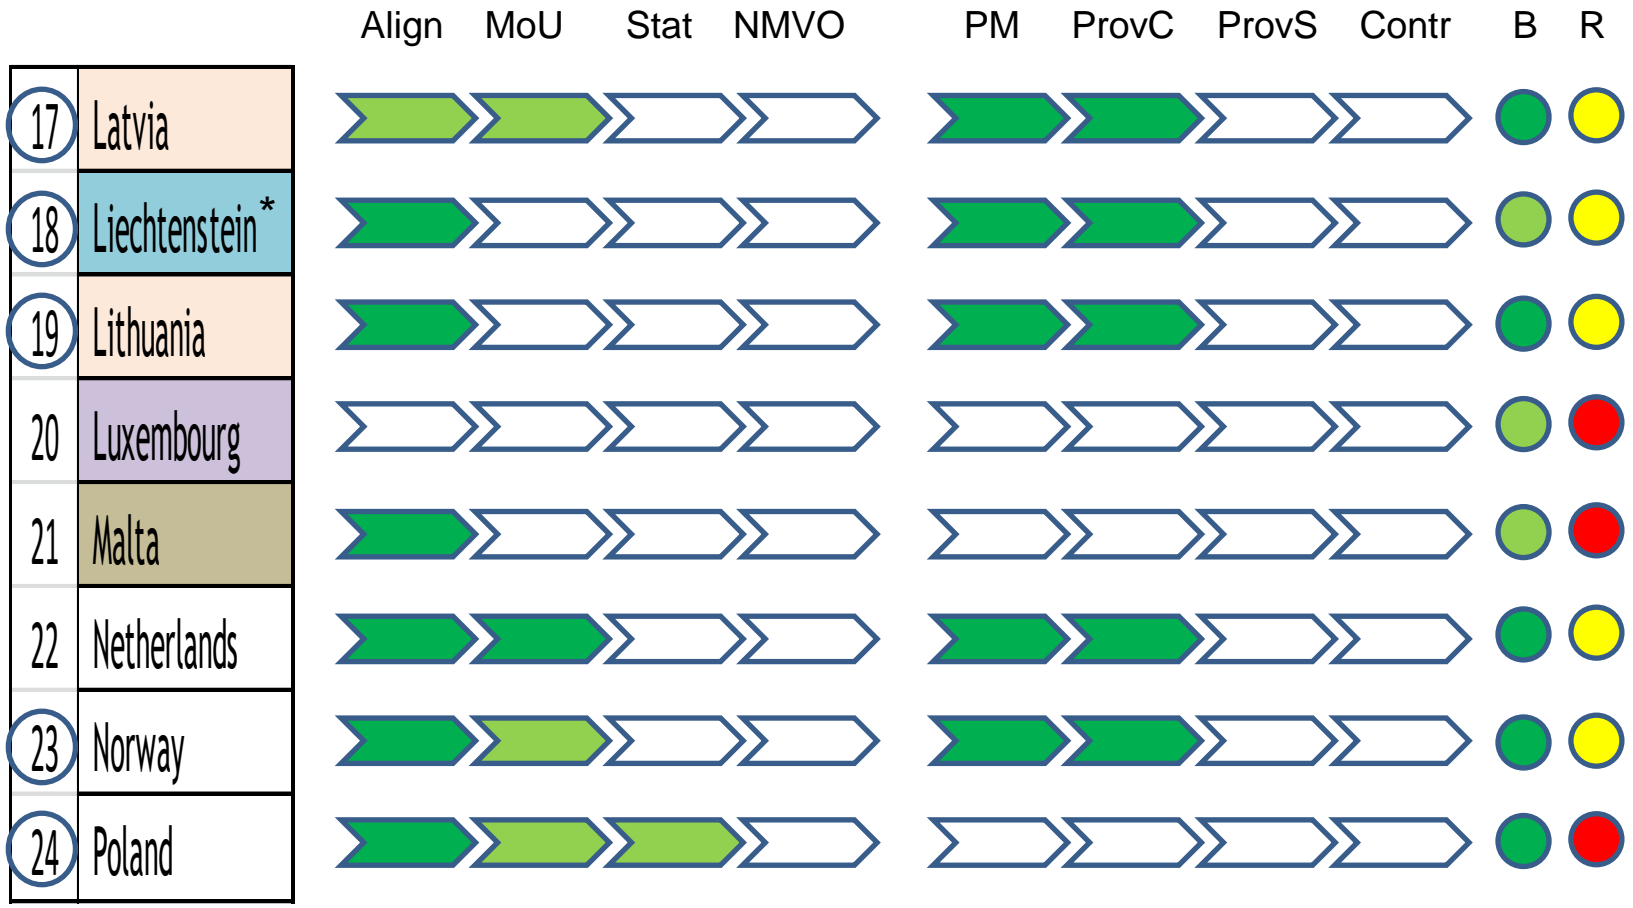 Align MoU Stat NMVO PM ProvC ProvS Contr B R
17 Latvia
18 Liechtenstein*
19 Lithuania
20 Luxembourg
21 Malta
22 Netherlands
23 Norway
24 Poland